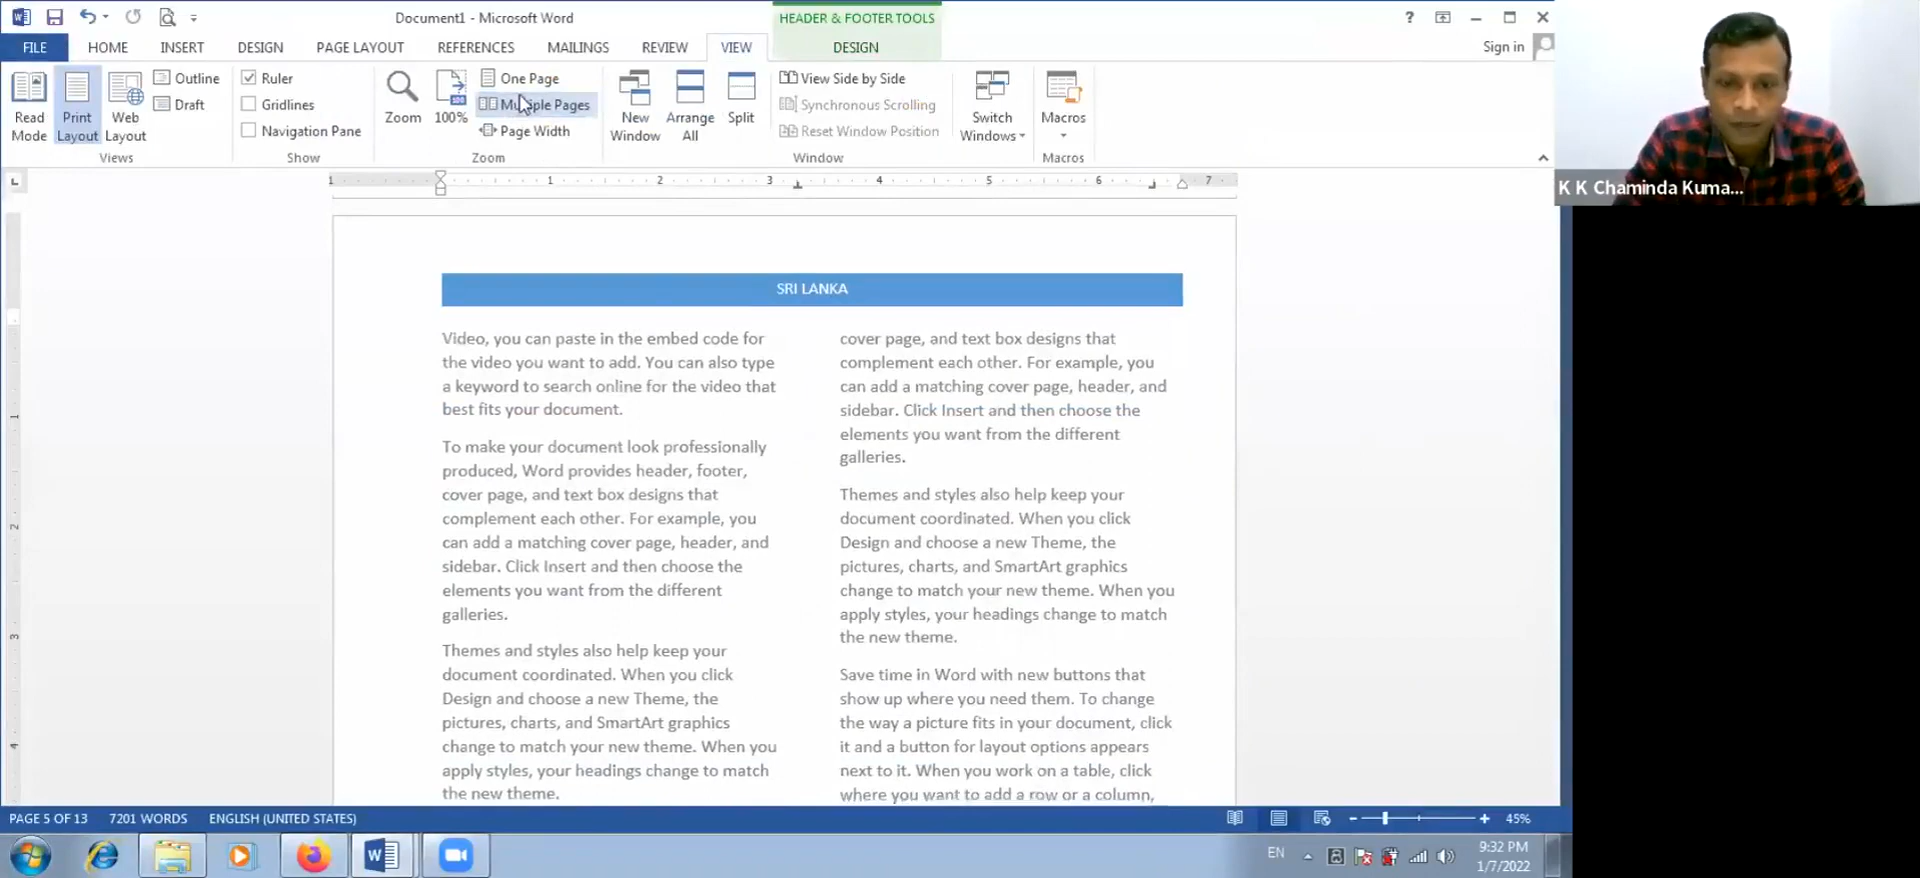 Document1 - Microsoft Word
HEADER & FOOTER TOOLS
?
FILE
HOME
INSERT
DESIGN
PAGE LAYOUT
REFERENCES
MAILINGS
REVIEW
VIEW
DESIGN
Sign in
Read Mode
Print Layout
Web Layout
Outline
Draft
Views
Ruler
Gridlines
Navigation Pane
Show
Zoom
100%
One Page
Multiple Pages
Page Width
Zoom
New Window
Arrange All
Split
View Side by Side
Synchronous Scrolling
Reset Window Position
Window
Switch Windows
Macros
Macros
K K Chaminda Kuma...
1 1 2 3 4 5 6 7
SRI LANKA
Video, you can paste in the embed code for
the video you want to add. You can also type
a keyword to search online for the video that
best fits your document.
To make your document look professionally
produced, Word provides header, footer,
cover page, and text box designs that
complement each other. For example, you
can add a matching cover page, header, and
sidebar. Click Insert and then choose the
elements you want from the different
galleries.
Themes and styles also help keep your
document coordinated. When you click
Design and choose a new Theme, the
pictures, charts, and SmartArt graphics
change to match your new theme. When you
apply styles, your headings change to match
the new theme.
cover page, and text box designs that
complement each other. For example, you
can add a matching cover page, header, and
sidebar. Click Insert and then choose the
elements you want from the different
galleries.
Themes and styles also help keep your
document coordinated. When you click
Design and choose a new Theme, the
pictures, charts, and SmartArt graphics
change to match your new theme. When you
apply styles, your headings change to match
the new theme.
Save time in Word with new buttons that
show up where you need them. To change
the way a picture fits in your document, click
it and a button for layout options appears
next to it. When you work on a table, click
where you want to add a row or a column,
1
2
3
4
PAGE 5 OF 13
7201 WORDS
ENGLISH (UNITED STATES)
45%
EN
9:32 PM
1/7/2022